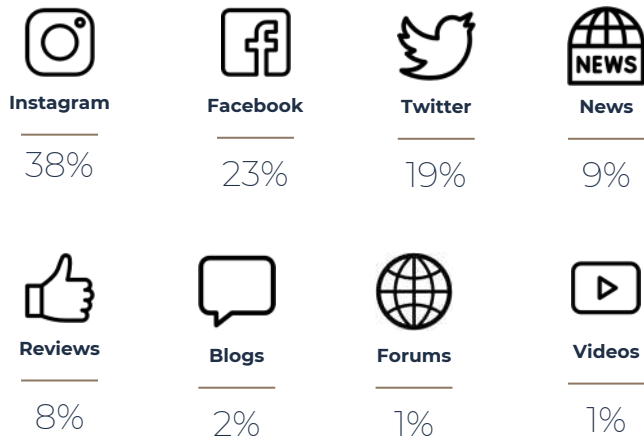 NEWS
Instagram
Facebook
Twitter
News
38%
23%
19%
9%
Reviews
Blogs
Forums
Videos
8%
2%
1%
1%